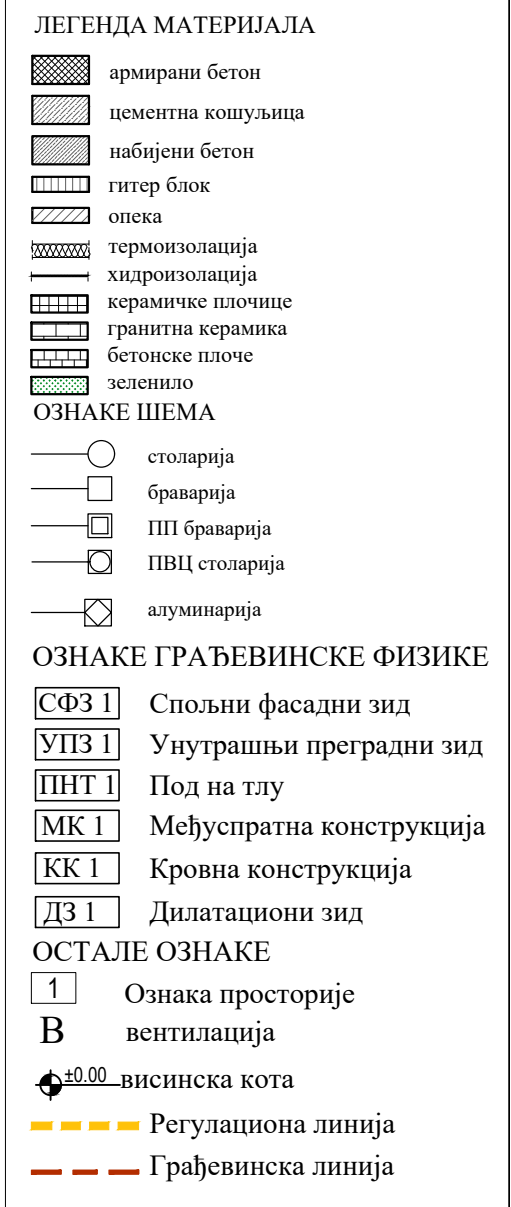 ЛЕГЕНДА МАТЕРИЈАЛА
армирани бетон
цементна кошуљица
набијени бетон
гитер блок
опека
термоизолација
хидроизолација
керамичке плочице
гранитна керамика
бетонске плоче
зеленило
ОЗНАКЕ ШЕМА
столарија
браварија
ПП браварија
ПВЦ столарија
алуминарија
ОЗНАКЕ ГРАЂЕВИНСКЕ ФИЗИКЕ
СФЗ 1 Спољни фасадни зид
УПЗ 1 Унутрашњи преградни зид
ПНТ 1 Под на тлу
МК 1 Међуспратна конструкција
КК 1 Кровна конструкција
ДЗ 1 Дилатациони зид
ОСТАЛЕ ОЗНАКЕ
1 Ознака просторије
В вентилација
±0.00 висинска кота
Регулациона линија
Грађевинска линија